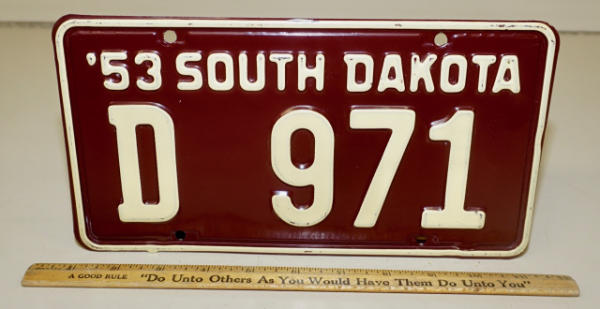 '53 SOUTH DAKOTA
D 971
A GOOD RULE "Do Unto Others As You Would Have Them Do Unto You"